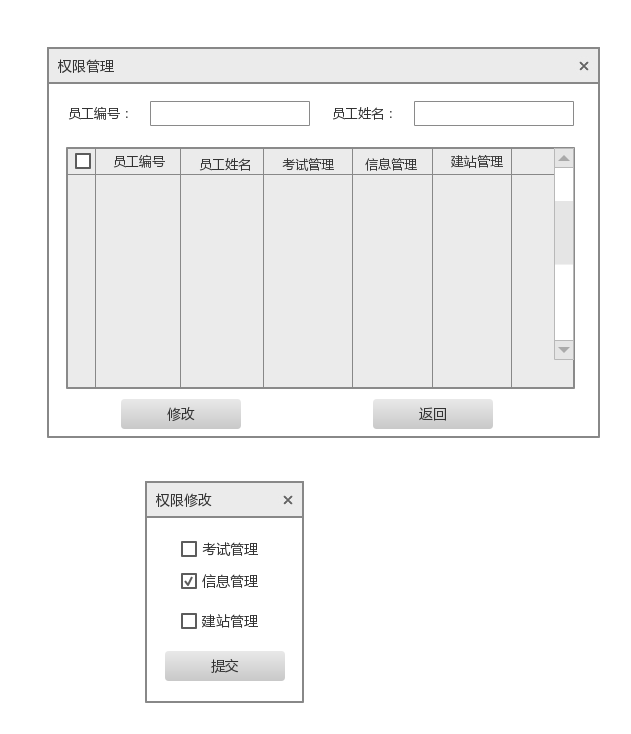 权限管理
员工编号： 员工姓名：
员工编号 员工姓名 考试管理 信息管理 建站管理
修改 返回
权限修改
考试管理
信息管理
建站管理
提交